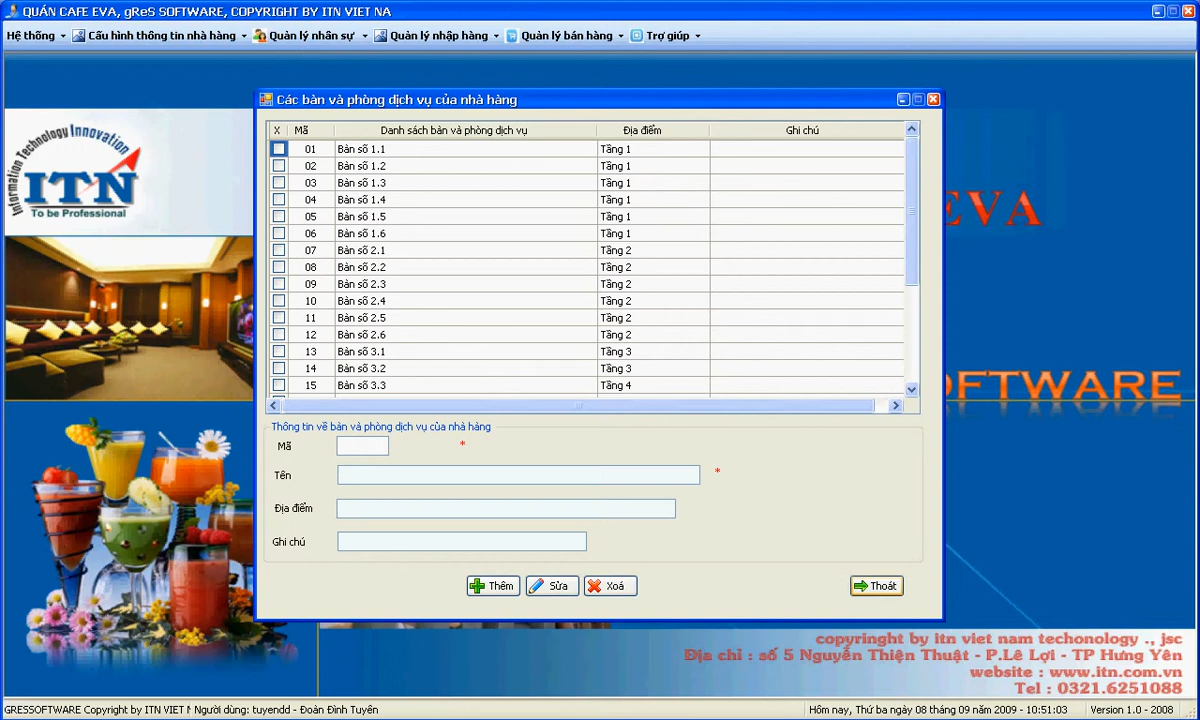 QUÁN CAFE EVA, gReS SOFTWARE, COPYRIGHT BY ITN VIET NA
Hệ thống Cấu hình thông tin nhà hàng Quản lý nhân sự Quản lý nhập hàng Quản lý bán hàng Trợ giúp
Information Technology Innovation
ITN
To be Professional
EVA
OFTWARE
Các bàn và phòng dịch vụ của nhà hàng
X Mã Danh sách bàn và phòng dịch vụ Địa điểm Ghi chú
01 Bàn số 1.1 Tầng 1
02 Bàn số 1.2 Tầng 1
03 Bàn số 1.3 Tầng 1
04 Bàn số 1.4 Tầng 1
05 Bàn số 1.5 Tầng 1
06 Bàn số 1.6 Tầng 1
07 Bàn số 2.1 Tầng 2
08 Bàn số 2.2 Tầng 2
09 Bàn số 2.3 Tầng 2
10 Bàn số 2.4 Tầng 2
11 Bàn số 2.5 Tầng 2
12 Bàn số 2.6 Tầng 2
13 Bàn số 3.1 Tầng 3
14 Bàn số 3.2 Tầng 3
15 Bàn số 3.3 Tầng 4
Thông tin về bàn và phòng dịch vụ của nhà hàng
Mã *
Tên *
Địa điểm
Ghi chú
Thêm Sửa Xoá Thoát
copyringht by itn viet nam techonology ., jsc
Địa chỉ : số 5 Nguyễn Thiện Thuật - P.Lê Lợi - TP Hưng Yên
website : www.itn.com.vn
Tel : 0321.6251088
GRESSOFTWARE Copyright by ITN VIET N Người dùng: tuyendd - Đoàn Đình Tuyên Hôm nay, Thứ ba ngày 08 tháng 09 năm 2009 - 10:51:03 Version 1.0 - 2008